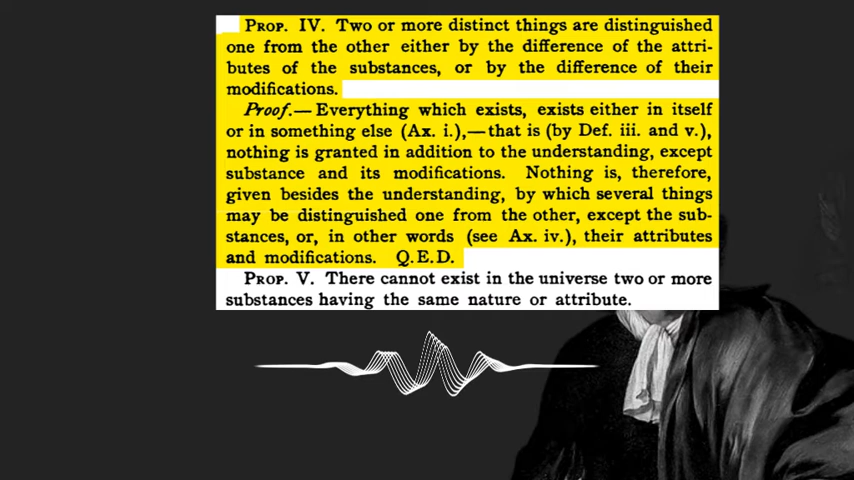 PROP. IV. Two or more distinct things are distinguished
one from the other either by the difference of the attri-
butes of the substances, or by the difference of their
modifications.
Proof.—Everything which exists, exists either in itself
or in something else (Ax. i.),—that is (by Def. iii. and v.),
nothing is granted in addition to the understanding, except
substance and its modifications. Nothing is, therefore,
given besides the understanding, by which several things
may be distinguished one from the other, except the sub-
stances, or, in other words (see Ax. iv.), their attributes
and modifications. Q.E.D.
PROP. V. There cannot exist in the universe two or more
substances having the same nature or attribute.